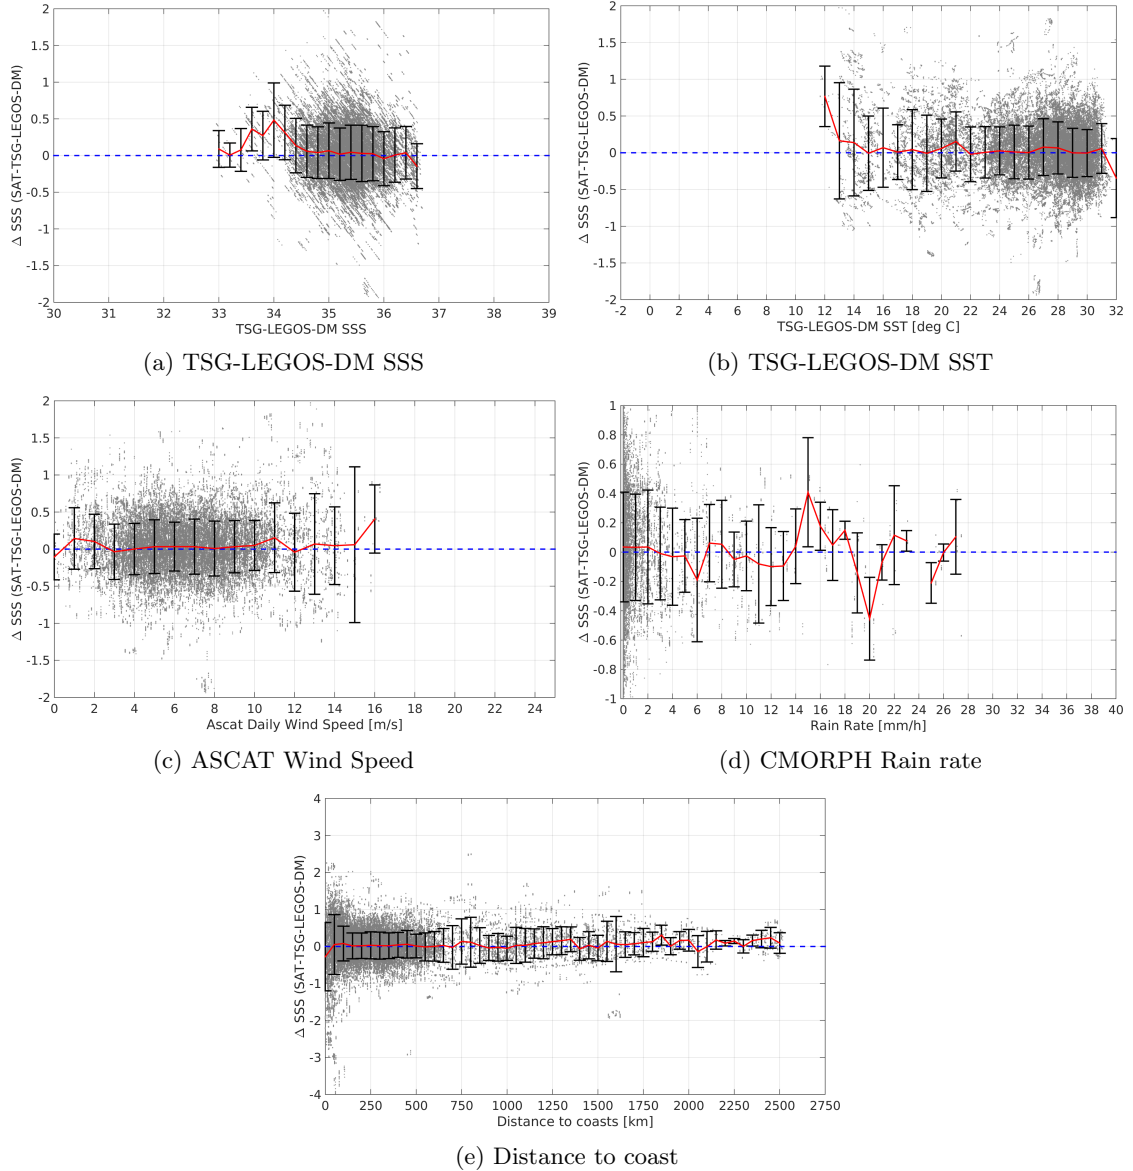 2
1.5
1
0.5
0
-0.5
-1
-1.5
-2
Δ SSS (SAT-TSG-LEGOS-DM)
30 31 32 33 34 35 36 37 38 39
TSG-LEGOS-DM SSS
(a) TSG-LEGOS-DM SSS
2
1.5
1
0.5
0
-0.5
-1
-1.5
-2
Δ SSS (SAT-TSG-LEGOS-DM)
-2 0 2 4 6 8 10 12 14 16 18 20 22 24 26 28 30 32
TSG-LEGOS-DM SST [deg C]
(b) TSG-LEGOS-DM SST
2
1.5
1
0.5
0
-0.5
-1
-1.5
-2
Δ SSS (SAT-TSG-LEGOS-DM)
0 2 4 6 8 10 12 14 16 18 20 22 24
Ascat Daily Wind Speed [m/s]
(c) ASCAT Wind Speed
1
0.8
0.6
0.4
0.2
0
-0.2
-0.4
-0.6
-0.8
-1
Δ SSS (SAT-TSG-LEGOS-DM)
0 2 4 6 8 10 12 14 16 18 20 22 24 26 28 30 32 34 36 38 40
Rain Rate [mm/h]
(d) CMORPH Rain rate
4
3
2
1
0
-1
-2
-3
-4
Δ SSS (SAT-TSG-LEGOS-DM)
0 250 500 750 1000 1250 1500 1750 2000 2250 2500 2750
Distance to coasts [km]
(e) Distance to coast